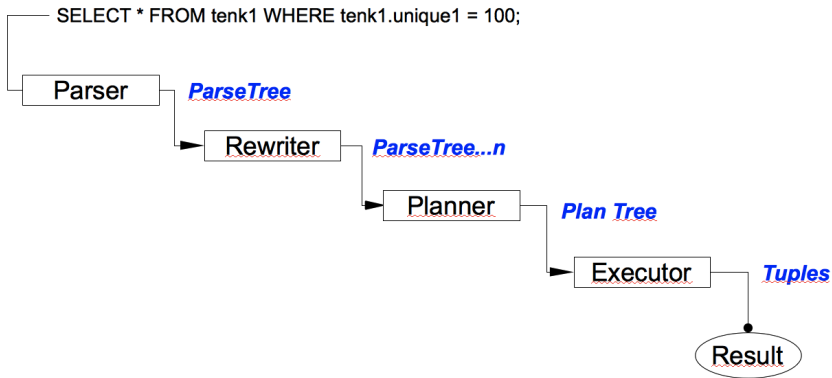 SELECT * FROM tenk1 WHERE tenk1.unique1 = 100;
Parser
ParseTree
Rewriter
ParseTree...n
Planner
Plan Tree
Executor
Tuples
Result